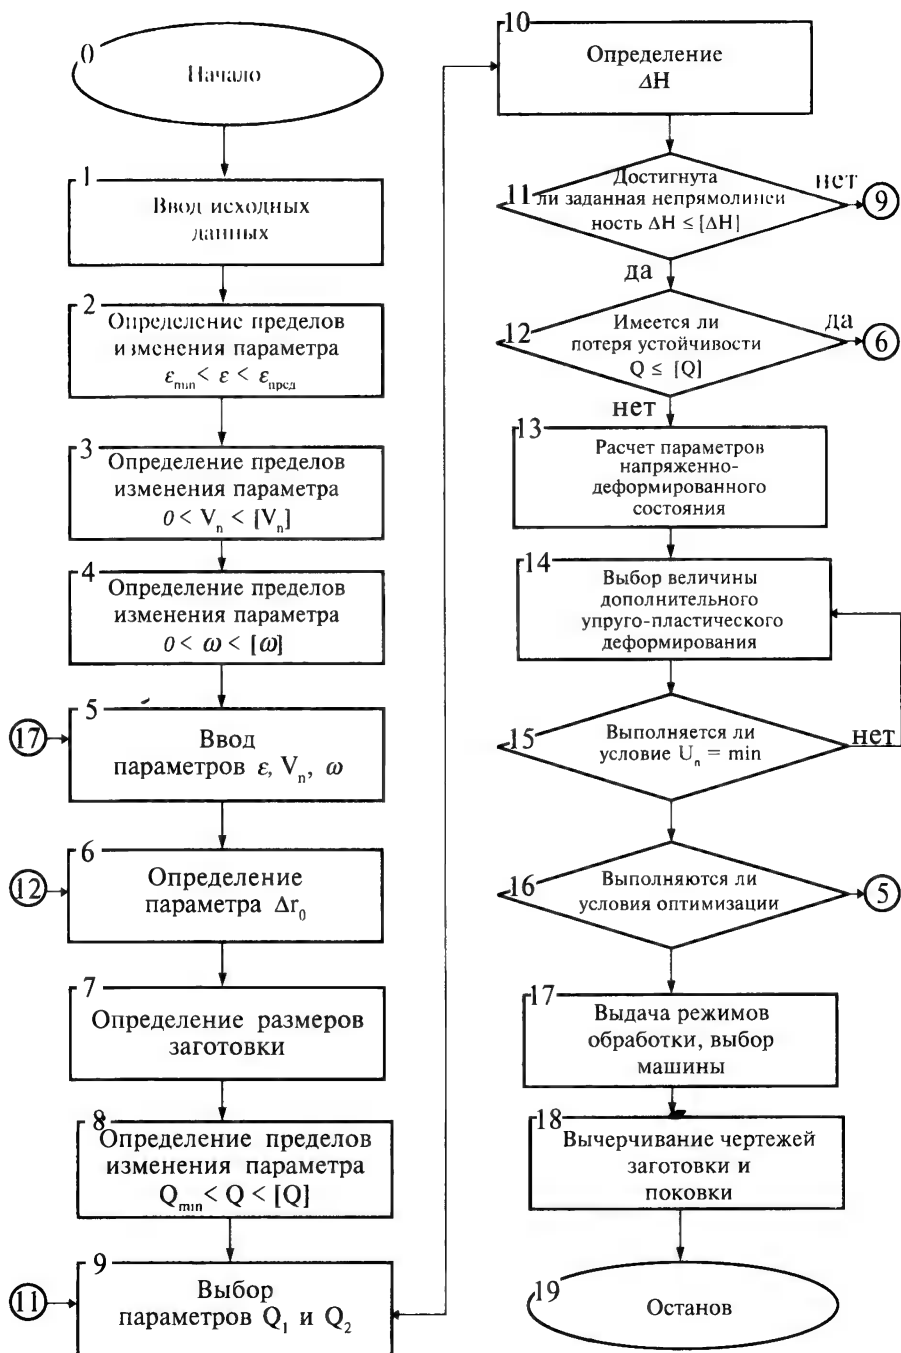 0
Начало
1
Ввод исходных
данных
2
Определение пределов
изменения параметра
ε_min < ε < ε_пред
3
Определение пределов
изменения параметра
0 < V_n < [V_n]
4
Определение пределов
изменения параметра
0 < ω < [ω]
17
5
Ввод
параметров ε, V_n, ω
12
6
Определение
параметра Δr_0
7
Определение размеров
заготовки
8
Определение пределов
изменения параметра
Q_min < Q < [Q]
11
9
Выбор
параметров Q_1 и Q_2
10
Определение
ΔH
11
Достигнута
ли заданная непрямолиней
ность ΔH ≤ [ΔH]
нет
9
да
12
Имеется ли
потеря устойчивости
Q ≤ [Q]
да
6
нет
13
Расчет параметров
напряженно-
деформированного
состояния
14
Выбор величины
дополнительного
упруго-пластического
деформирования
15
Выполняется ли
условие U_n = min
нет
16
Выполняются ли
условия оптимизации
5
17
Выдача режимов
обработки, выбор
машины
18
Вычерчивание чертежей
заготовки и
поковки
19
Останов